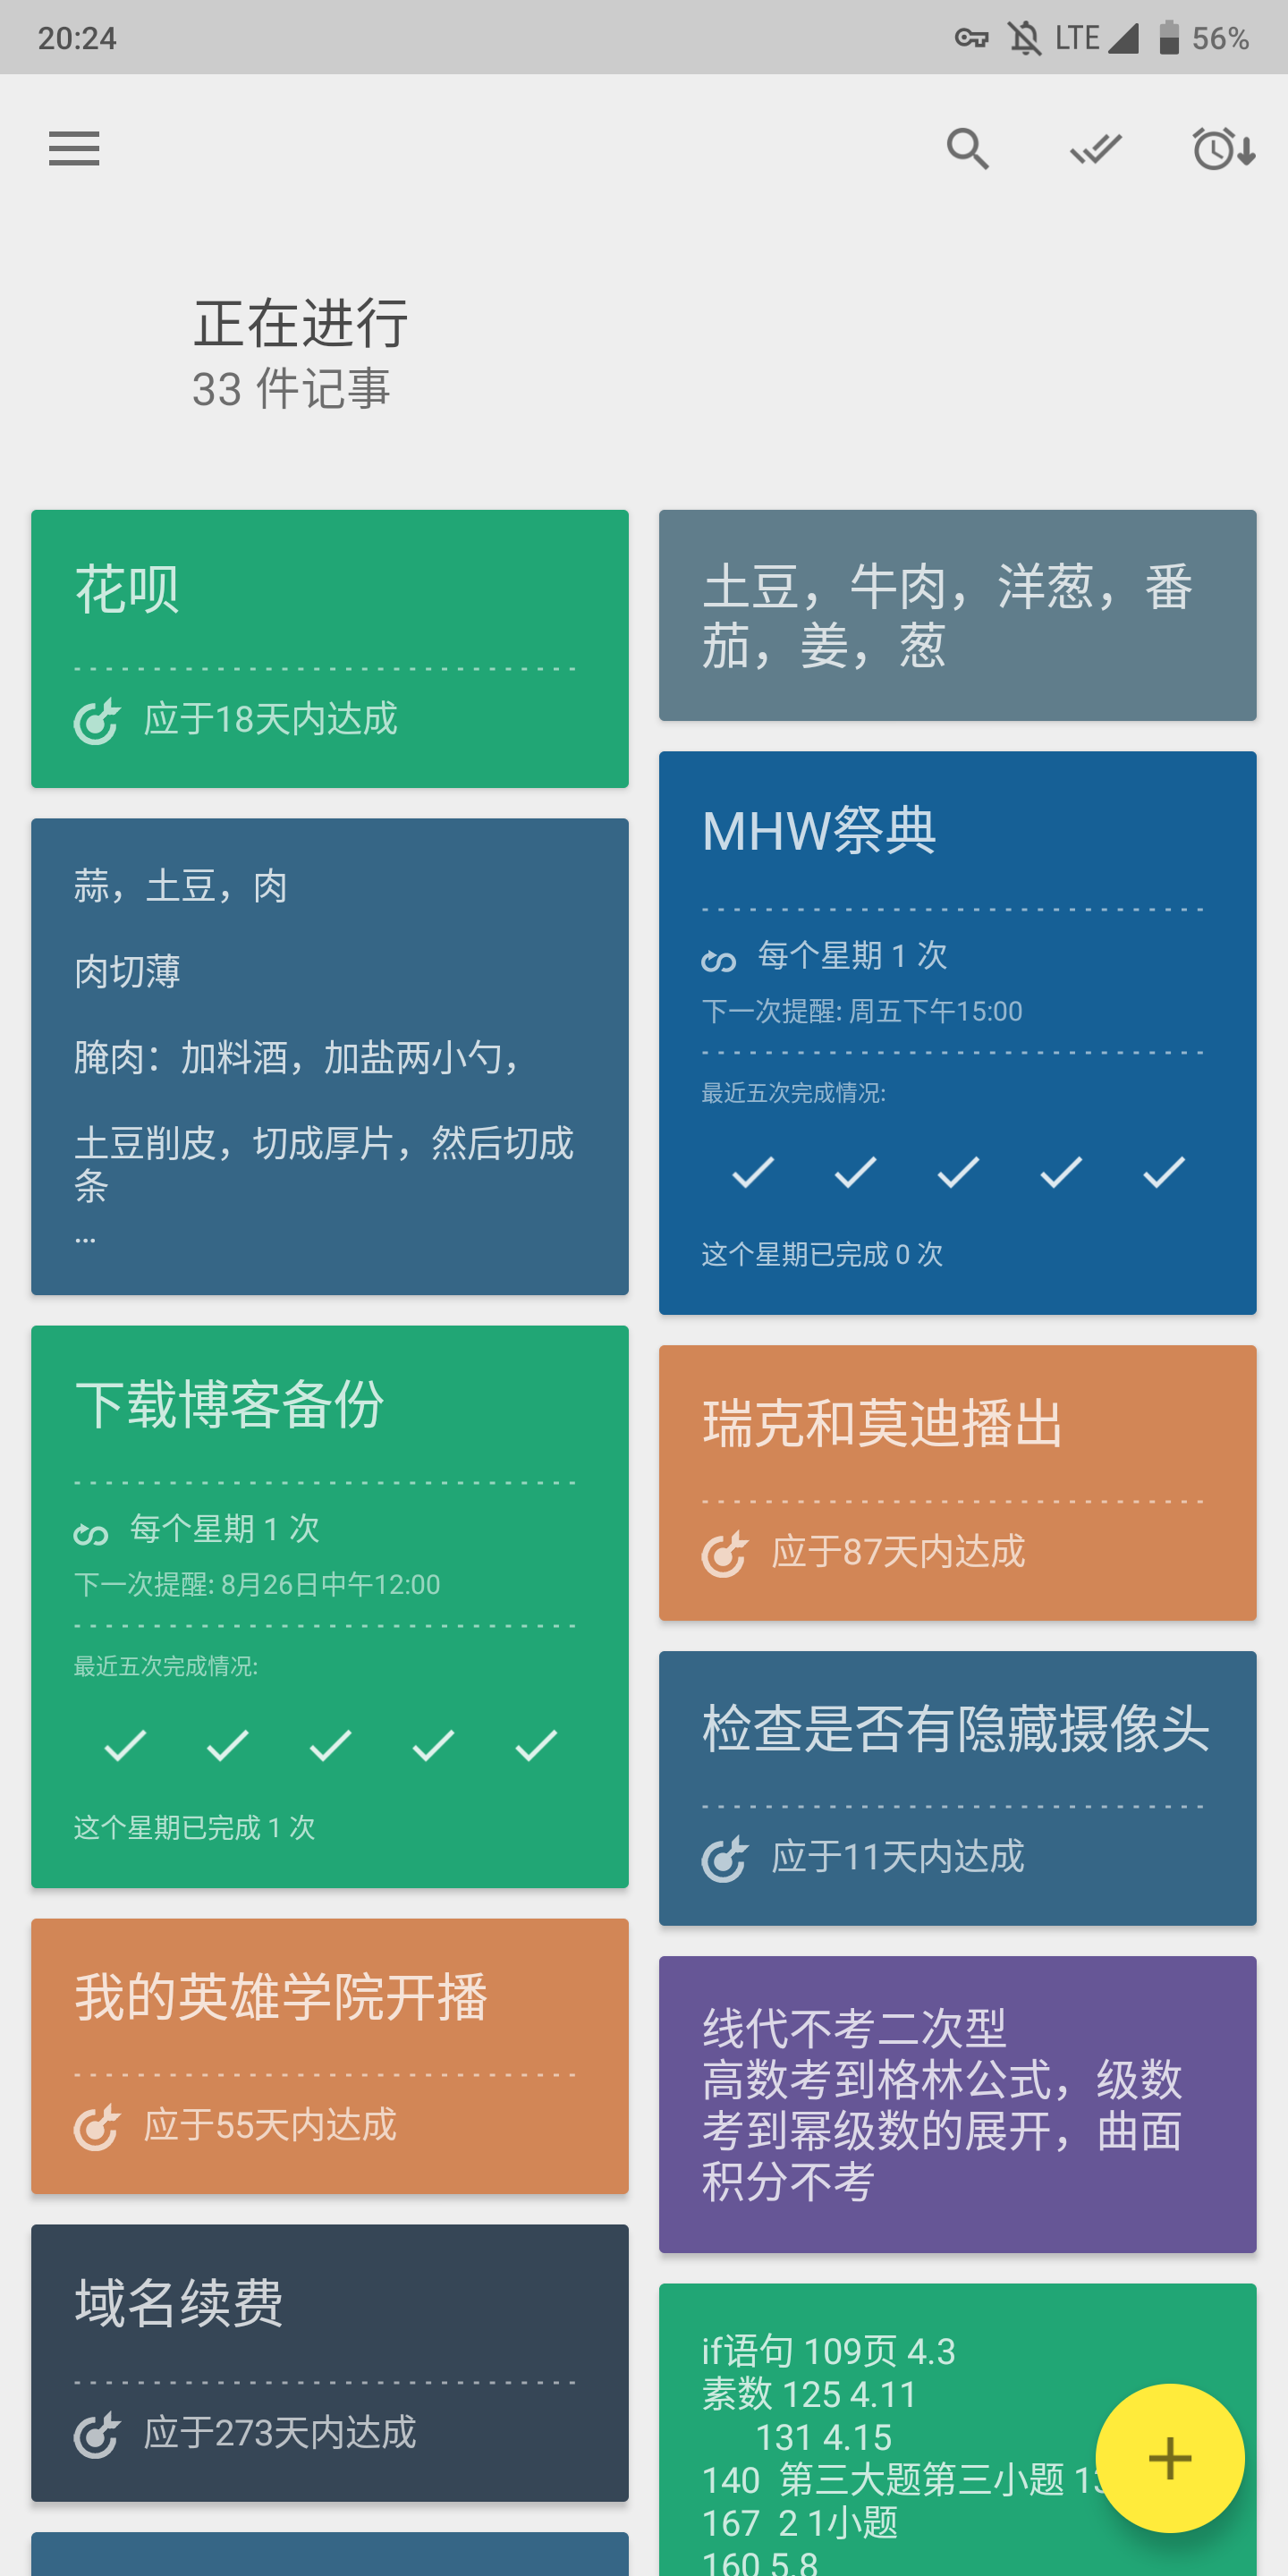 20:24
LTE
56%
正在进行
33 件记事
花呗
应于18天内达成
蒜，土豆，肉
肉切薄
腌肉：加料酒，加盐两小勺，
土豆削皮，切成厚片，然后切成
条
...
下载博客备份
每个星期 1 次
下一次提醒: 8月26日中午12:00
最近五次完成情况:
这个星期已完成 1 次
我的英雄学院开播
应于55天内达成
域名续费
应于273天内达成
土豆，牛肉，洋葱，番
茄，姜，葱
MHW祭典
每个星期 1 次
下一次提醒: 周五下午15:00
最近五次完成情况:
这个星期已完成 0 次
瑞克和莫迪播出
应于87天内达成
检查是否有隐藏摄像头
应于11天内达成
线代不考二次型
高数考到格林公式，级数
考到幂级数的展开，曲面
积分不考
if语句 109页 4.3
素数 125 4.11
131 4.15
140 第三大题第三小题
167 2 1小题
160 5.8